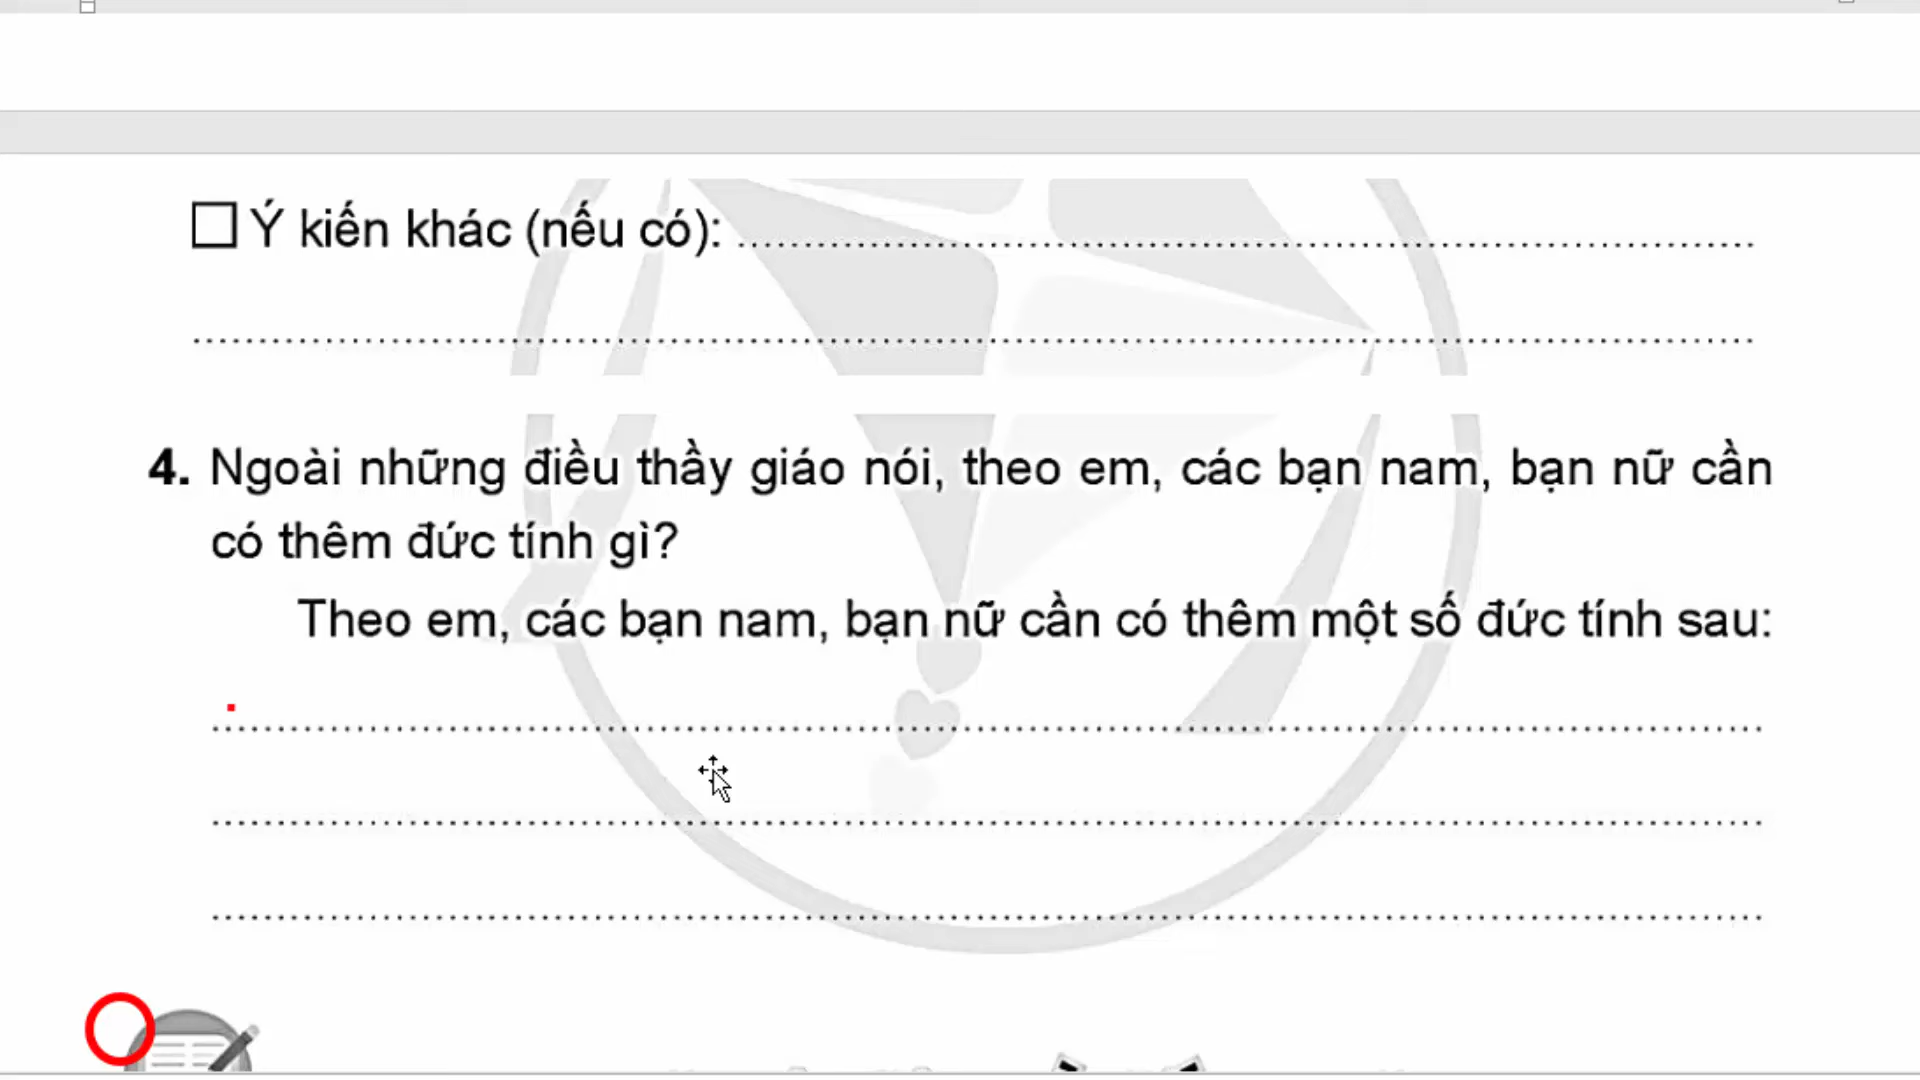 Ý kiến khác (nếu có): ........................................
........................................
4. Ngoài những điều thầy giáo nói, theo em, các bạn nam, bạn nữ cần
có thêm đức tính gì?
Theo em, các bạn nam, bạn nữ cần có thêm một số đức tính sau:
........................................
........................................
........................................